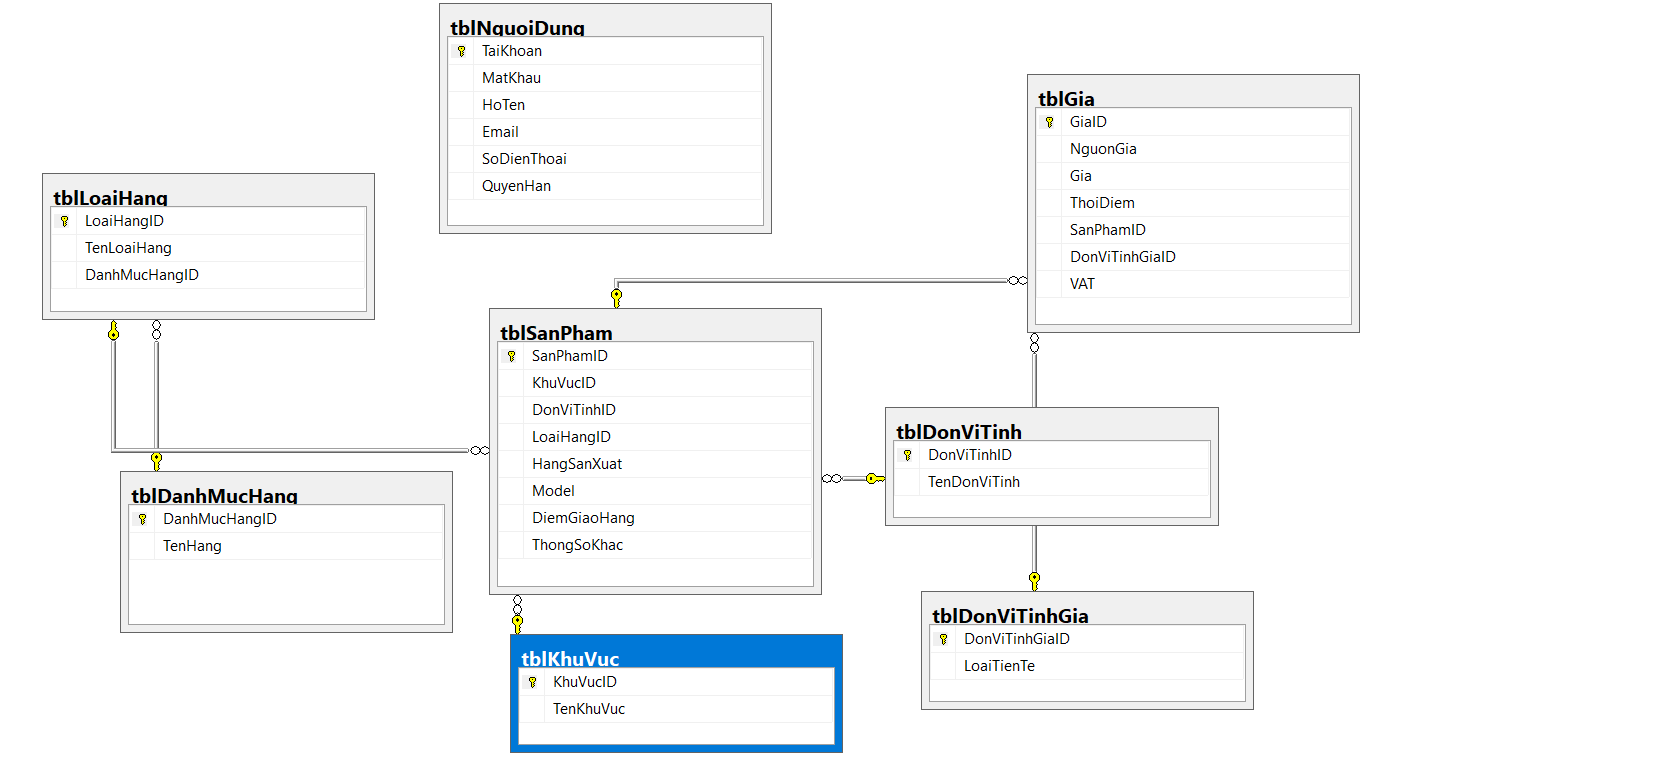 tblNguoiDung
TaiKhoan
MatKhau
HoTen
Email
SoDienThoai
QuyenHan
tblGia
GiaID
NguonGia
Gia
ThoiDiem
SanPhamID
DonViTinhGiaID
VAT
tblLoaiHang
LoaiHangID
TenLoaiHang
DanhMucHangID
tblSanPham
SanPhamID
KhuVucID
DonViTinhID
LoaiHangID
HangSanXuat
Model
DiemGiaoHang
ThongSoKhac
tblDonViTinh
DonViTinhID
TenDonViTinh
tblDanhMucHang
DanhMucHangID
TenHang
tblDonViTinhGia
DonViTinhGiaID
LoaiTienTe
tblKhuVuc
KhuVucID
TenKhuVuc